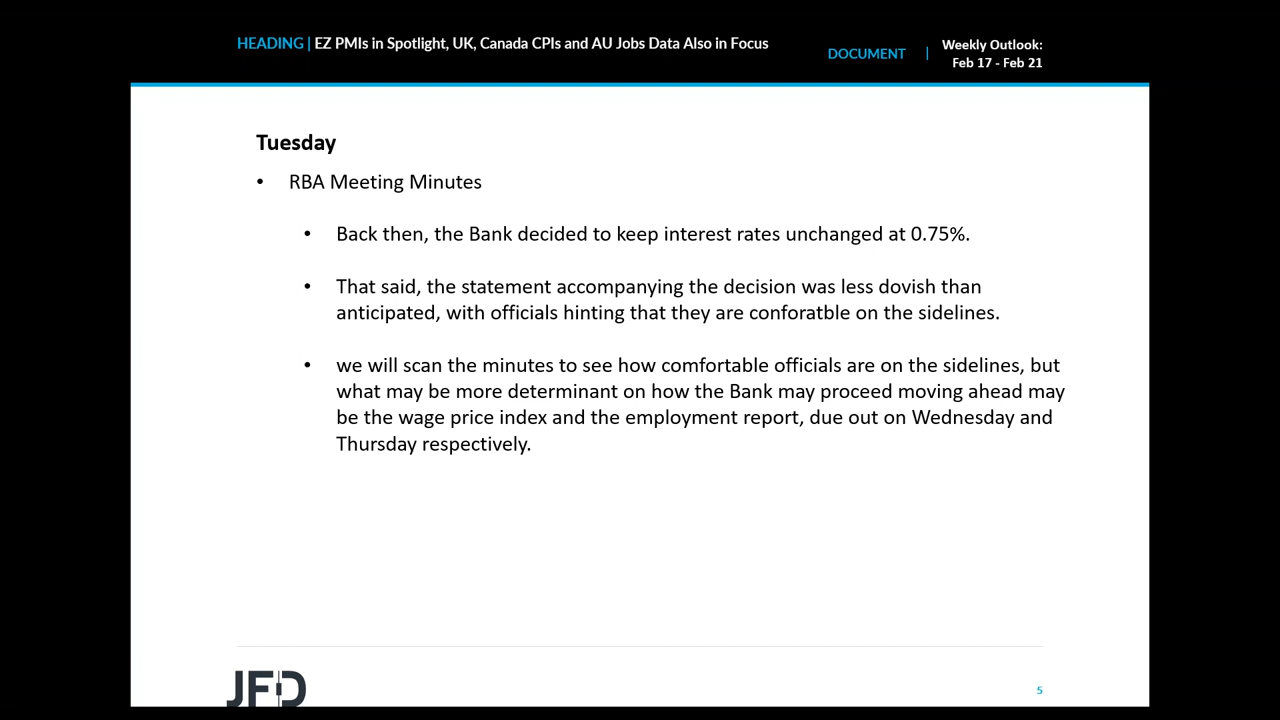 HEADING | EZ PMIs in Spotlight, UK, Canada CPIs and AU Jobs Data Also in Focus
DOCUMENT | Weekly Outlook:
Feb 17 - Feb 21
Tuesday
• RBA Meeting Minutes
• Back then, the Bank decided to keep interest rates unchanged at 0.75%.
• That said, the statement accompanying the decision was less dovish than
anticipated, with officials hinting that they are conforatble on the sidelines.
• we will scan the minutes to see how comfortable officials are on the sidelines, but
what may be more determinant on how the Bank may proceed moving ahead may
be the wage price index and the employment report, due out on Wednesday and
Thursday respectively.
JFD
5